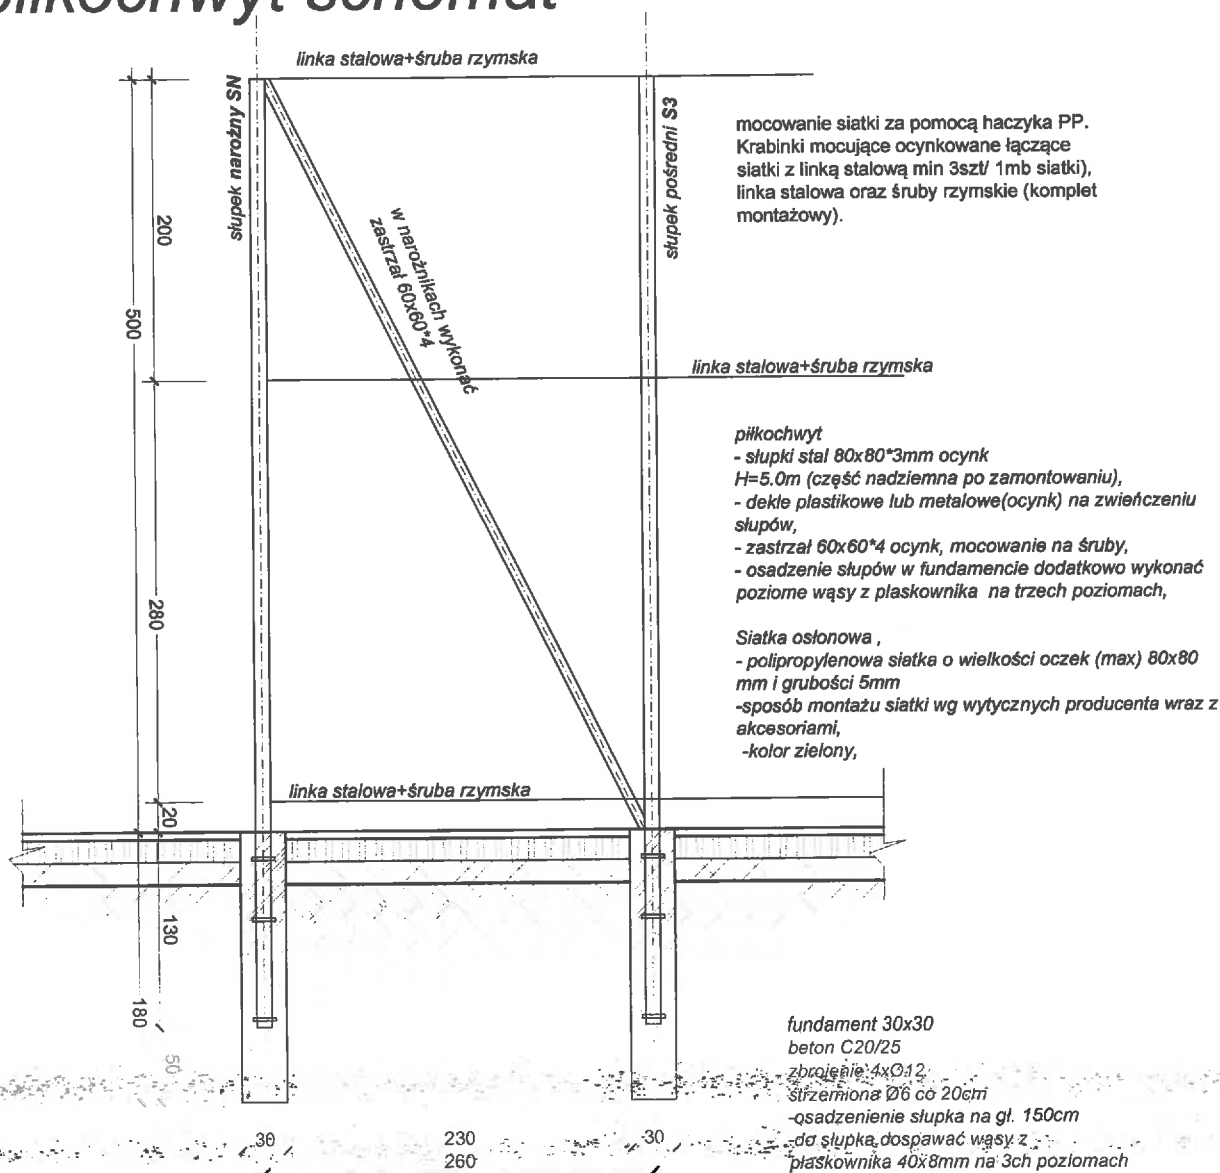 piłkochwyt schemat
linka stalowa+śruba rzymska
słupek narożny SN
słupek pośredni S3
mocowanie siatki za pomocą haczyka PP.
Krabinki mocujące ocynkowane łączące
siatki z linką stalową min 3szt/ 1mb siatki),
linka stalowa oraz śruby rzymskie (komplet
montażowy).
200
500
w narożnikach wykonać
zastrzał 60x60*4
linka stalowa+śruba rzymska
piłkochwyt
- słupki stal 80x80*3mm ocynk
H=5.0m (część nadziemna po zamontowaniu),
- dekle plastikowe lub metalowe(ocynk) na zwieńczeniu
słupów,
- zastrzał 60x60*4 ocynk, mocowanie na śruby,
- osadzenie słupów w fundamencie dodatkowo wykonać
poziome wąsy z płaskownika na trzech poziomach,
280
Siatka osłonowa ,
- polipropylenowa siatka o wielkości oczek (max) 80x80
mm i grubości 5mm
-sposób montażu siatki wg wytycznych producenta wraz z
akcesoriami,
-kolor zielony,
linka stalowa+śruba rzymska
20
130
180
50
fundament 30x30
beton C20/25
zbrojenie 4xØ12
strzemiona Ø6 co 20cm
-osadzenienie słupka na gł. 150cm
-do słupka dospawać wąsy z
płaskownika 40x8mm na 3ch poziomach
30 230 30
260